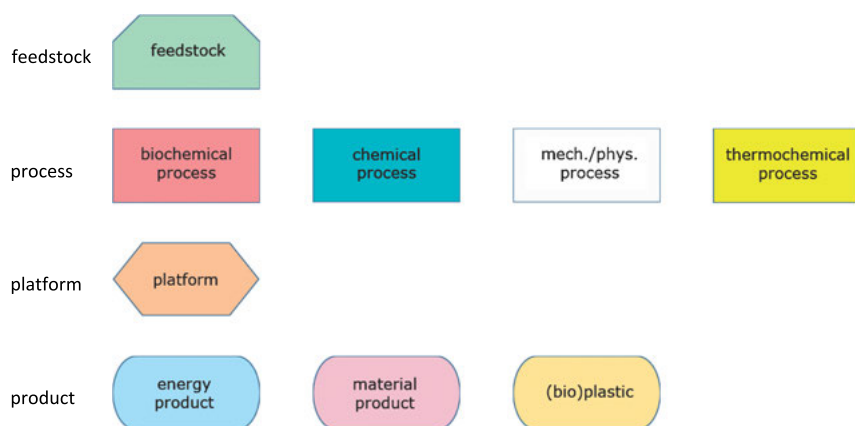 feedstock
feedstock
process
biochemical
process
chemical
process
mech./phys.
process
thermochemical
process
platform
platform
product
energy
product
material
product
(bio)plastic